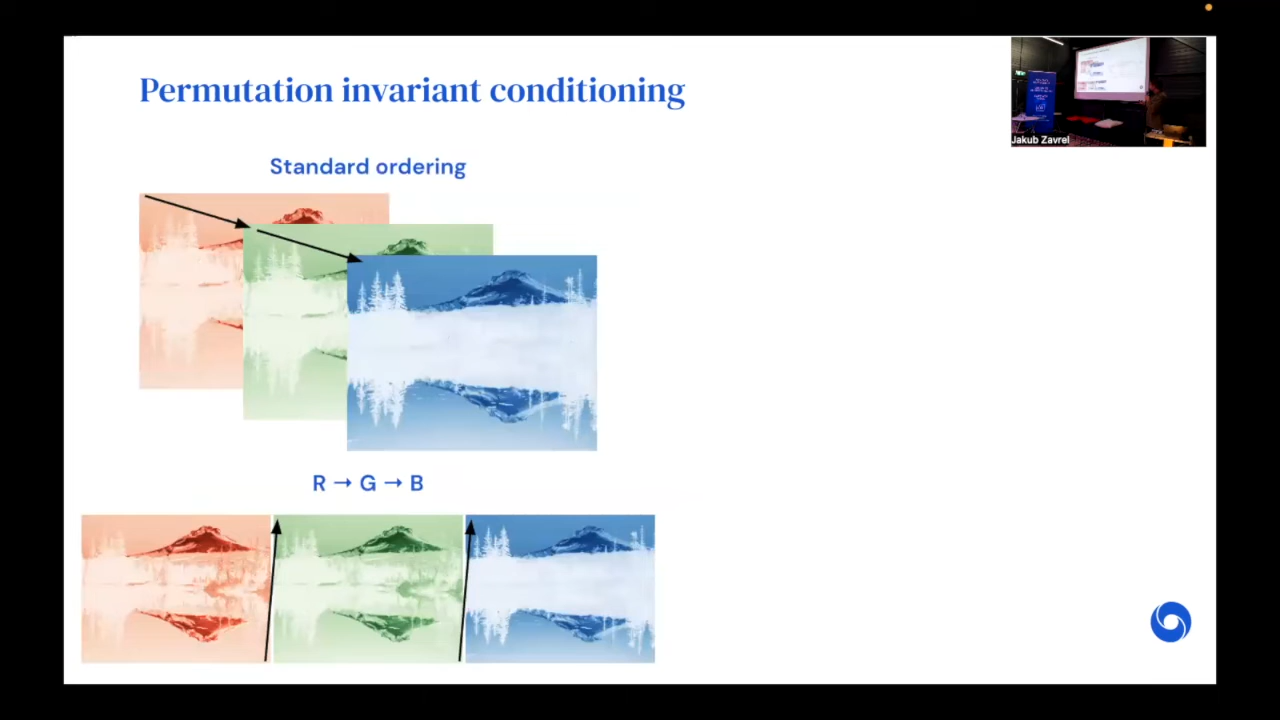 Permutation invariant conditioning
Standard ordering
R → G → B
Jakub Zavrel